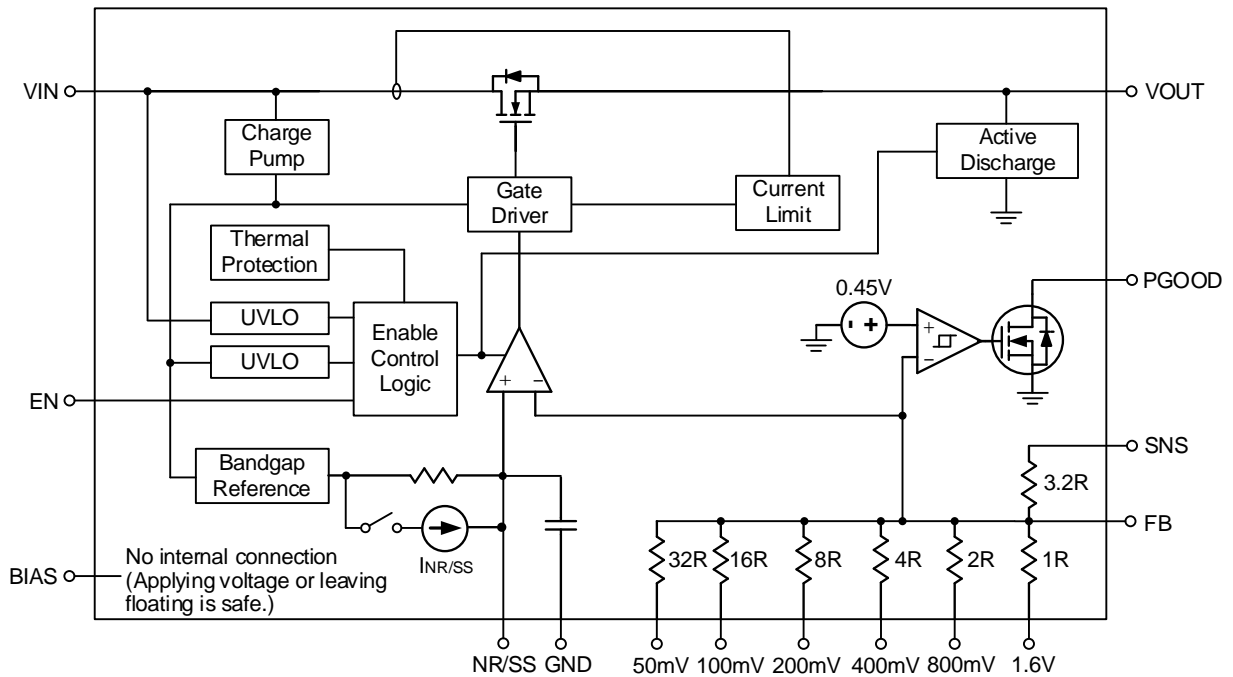 VIN
VOUT
Charge
Pump
Active
Discharge
Gate
Driver
Current
Limit
Thermal
Protection
PGOOD
0.45V
- +
+
-
UVLO
Enable
Control
Logic
UVLO
+ -
EN
SNS
Bandgap
Reference
3.2R
FB
INR/SS
32R
16R
8R
4R
2R
1R
No internal connection
(Applying voltage or leaving
floating is safe.)
BIAS
NR/SS
GND
50mV
100mV
200mV
400mV
800mV
1.6V